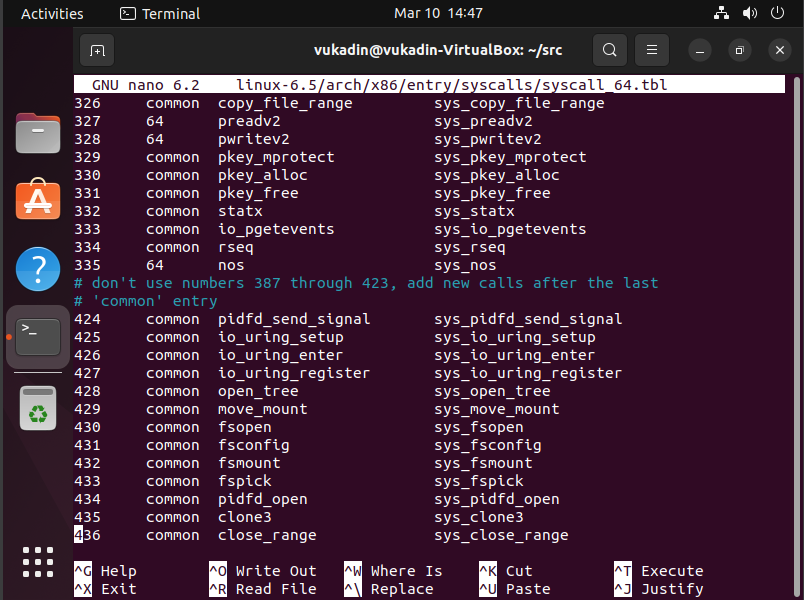 Activities Terminal Mar 10 14:47
vukadin@vukadin-VirtualBox: ~/src
GNU nano 6.2 linux-6.5/arch/x86/entry/syscalls/syscall_64.tbl
326 common copy_file_range sys_copy_file_range
327 64 preadv2 sys_preadv2
328 64 pwritev2 sys_pwritev2
329 common pkey_mprotect sys_pkey_mprotect
330 common pkey_alloc sys_pkey_alloc
331 common pkey_free sys_pkey_free
332 common statx sys_statx
333 common io_pgetevents sys_io_pgetevents
334 common rseq sys_rseq
335 64 nos sys_nos
# don't use numbers 387 through 423, add new calls after the last
# 'common' entry
424 common pidfd_send_signal sys_pidfd_send_signal
425 common io_uring_setup sys_io_uring_setup
426 common io_uring_enter sys_io_uring_enter
427 common io_uring_register sys_io_uring_register
428 common open_tree sys_open_tree
429 common move_mount sys_move_mount
430 common fsopen sys_fsopen
431 common fsconfig sys_fsconfig
432 common fsmount sys_fsmount
433 common fspick sys_fspick
434 common pidfd_open sys_pidfd_open
435 common clone3 sys_clone3
436 common close_range sys_close_range
^G Help ^O Write Out ^W Where Is ^K Cut ^T Execute
^X Exit ^R Read File ^\ Replace ^U Paste ^J Justify